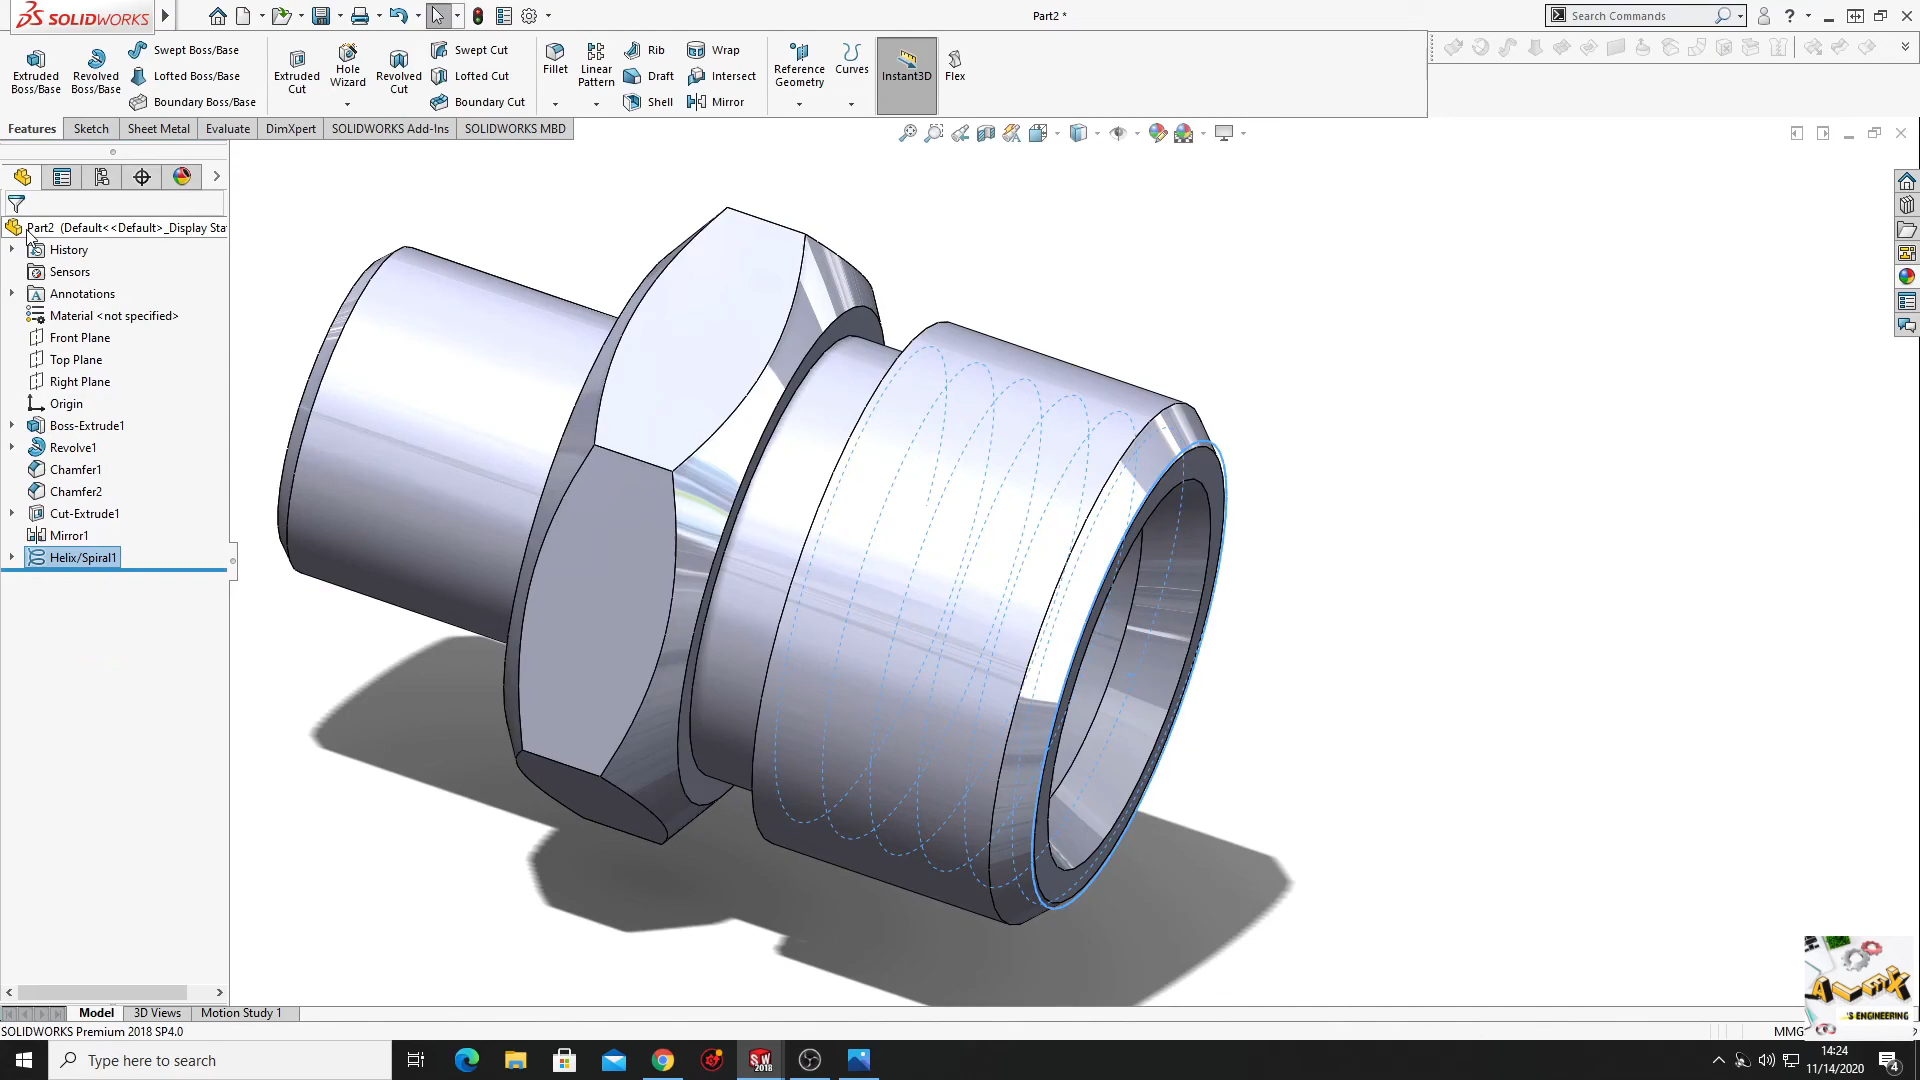 SOLIDWORKS
Part2 *
Search Commands
Extruded Boss/Base
Revolved Boss/Base
Swept Boss/Base
Lofted Boss/Base
Boundary Boss/Base
Extruded Cut
Hole Wizard
Revolved Cut
Swept Cut
Lofted Cut
Boundary Cut
Fillet
Linear Pattern
Rib
Draft
Shell
Wrap
Intersect
Mirror
Reference Geometry
Curves
Instant3D
Flex
Features
Sketch
Sheet Metal
Evaluate
DimXpert
SOLIDWORKS Add-Ins
SOLIDWORKS MBD
Part2 (Default<<Default>_Display Sta
History
Sensors
Annotations
Material <not specified>
Front Plane
Top Plane
Right Plane
Origin
Boss-Extrude1
Revolve1
Chamfer1
Chamfer2
Cut-Extrude1
Mirror1
Helix/Spiral1
Model
3D Views
Motion Study 1
SOLIDWORKS Premium 2018 SP4.0
MMG
'S ENGINEERING
Type here to search
SW
2018
14:24
11/14/2020
4